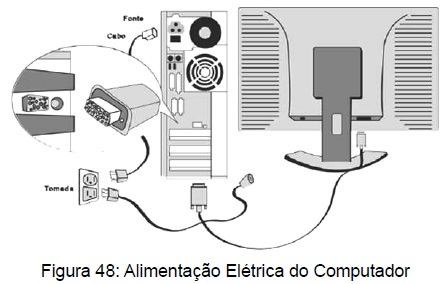 Fonte
Cabo
Tomada
Figura 48: Alimentação Elétrica do Computador